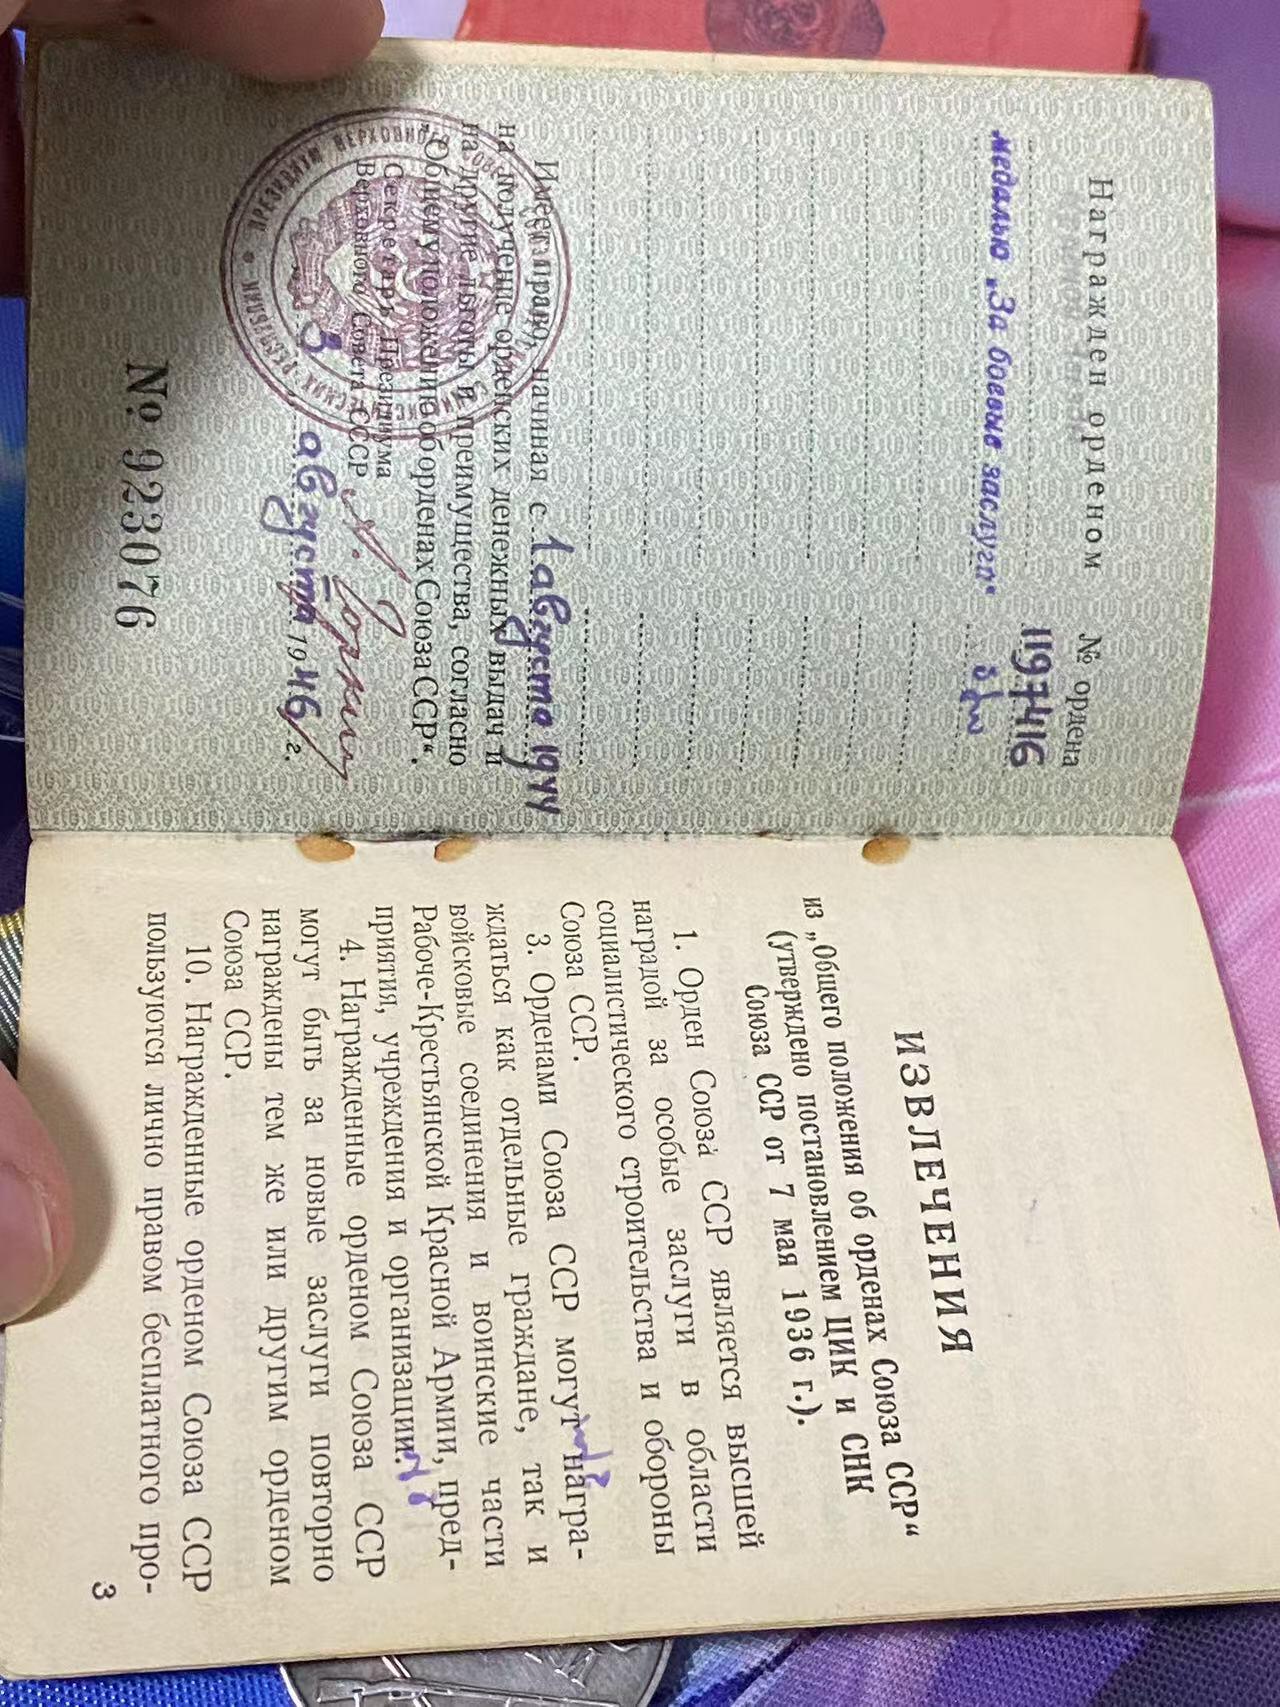 Награжден орденом № ордена
1197416
медалью „За боевые заслуги“
Имеет право, начиная с 1 августа 1944
на получение орденских денежных выдач и
на другие льготы и преимущества, согласно
„Общему положению об орденах Союза ССР“.
Секретарь Президиума
Верховного Совета СССР А. Горкин
3 августа 1946 г.
№ 923076
ПРЕЗИДИУМ ВЕРХОВНОГО
ИЗВЛЕЧЕНИЯ
из „Общего положения об орденах Союза ССР“
(утверждено постановлением ЦИК и СНК
Союза ССР от 7 мая 1936 г.).
1. Орден Союза ССР является высшей
наградой за особые заслуги в области
социалистического строительства и обороны
Союза ССР.
3. Орденами Союза ССР могут награ-
ждаться как отдельные граждане, так и
войсковые соединения и воинские части
Рабоче-Крестьянской Красной Армии, пред-
приятия, учреждения и организации.
4. Награжденные орденом Союза ССР
могут быть за новые заслуги повторно
награждены тем же или другим орденом
Союза ССР.
10. Награжденные орденом Союза ССР
пользуются лично правом бесплатного про-
3